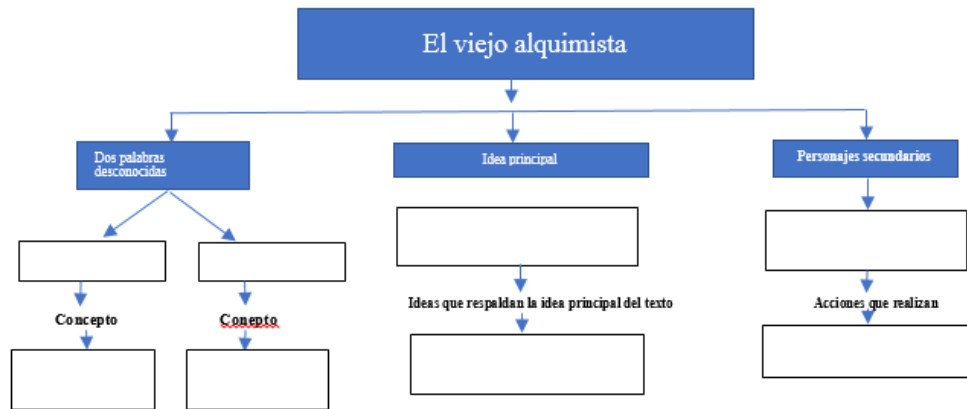 El viejo alquimista
Dos palabras
desconocidas
Idea principal
Personajes secundarios
Ideas que respaldan la idea principal del texto
Acciones que realizan
Concepto
Conepto